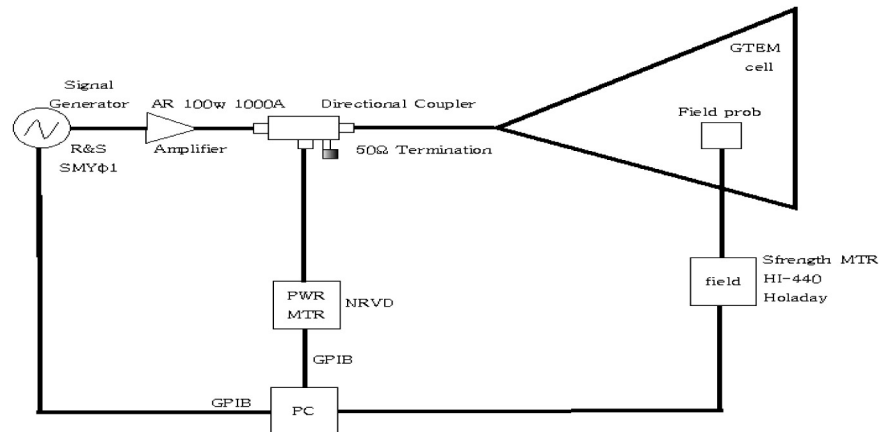 GTEM
cell
Signal
Generator
AR 100w 1000A
Directional Coupler
Field prob
R&S
SMYф1
Amplifier
50Ω Termination
PWR
MTR
NRVD
field
Sfrength MTR
HI-440
Holaday
GPIB
GPIB
PC